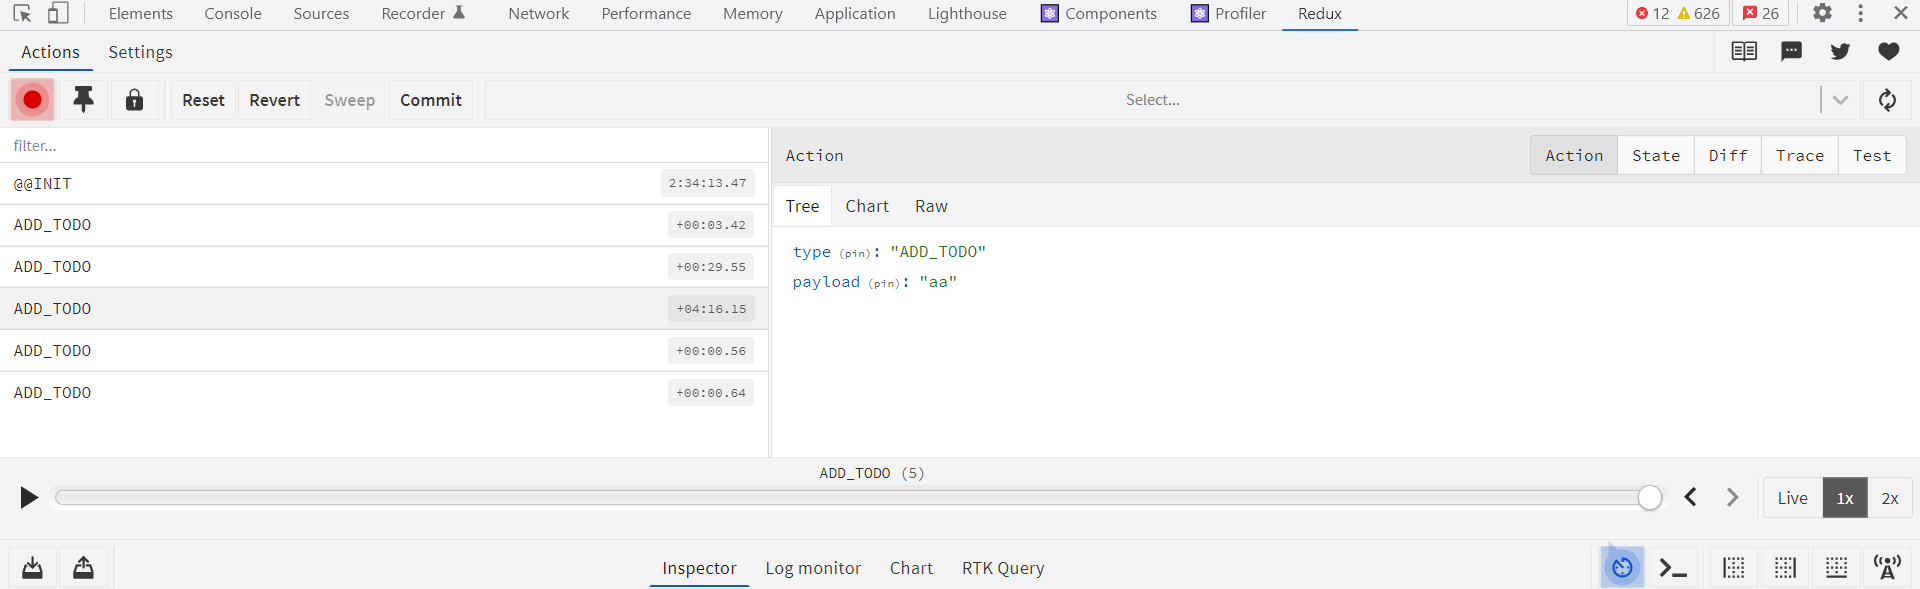 Elements Console Sources Recorder Network Performance Memory Application Lighthouse Components Profiler Redux 12 626 26
Actions Settings
Reset Revert Sweep Commit Select...
filter...
Action Action State Diff Trace Test
@@INIT 2:34:13.47
Tree Chart Raw
ADD_TODO +00:03.42
type (pin): "ADD_TODO"
ADD_TODO +00:29.55
payload (pin): "aa"
ADD_TODO +04:16.15
ADD_TODO +00:00.56
ADD_TODO +00:00.64
ADD_TODO (5)
Live 1x 2x
Inspector Log monitor Chart RTK Query